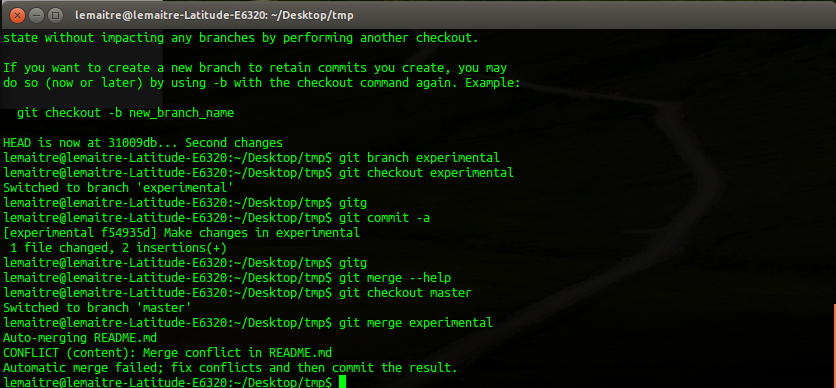 lemaitre@lemaitre-Latitude-E6320: ~/Desktop/tmp
state without impacting any branches by performing another checkout.
If you want to create a new branch to retain commits you create, you may
do so (now or later) by using -b with the checkout command again. Example:
git checkout -b new_branch_name
HEAD is now at 31009db... Second changes
lemaitre@lemaitre-Latitude-E6320:~/Desktop/tmp$ git branch experimental
lemaitre@lemaitre-Latitude-E6320:~/Desktop/tmp$ git checkout experimental
Switched to branch 'experimental'
lemaitre@lemaitre-Latitude-E6320:~/Desktop/tmp$ gitg
lemaitre@lemaitre-Latitude-E6320:~/Desktop/tmp$ git commit -a
[experimental f54935d] Make changes in experimental
1 file changed, 2 insertions(+)
lemaitre@lemaitre-Latitude-E6320:~/Desktop/tmp$ gitg
lemaitre@lemaitre-Latitude-E6320:~/Desktop/tmp$ git merge --help
lemaitre@lemaitre-Latitude-E6320:~/Desktop/tmp$ git checkout master
Switched to branch 'master'
lemaitre@lemaitre-Latitude-E6320:~/Desktop/tmp$ git merge experimental
Auto-merging README.md
CONFLICT (content): Merge conflict in README.md
Automatic merge failed; fix conflicts and then commit the result.
lemaitre@lemaitre-Latitude-E6320:~/Desktop/tmp$